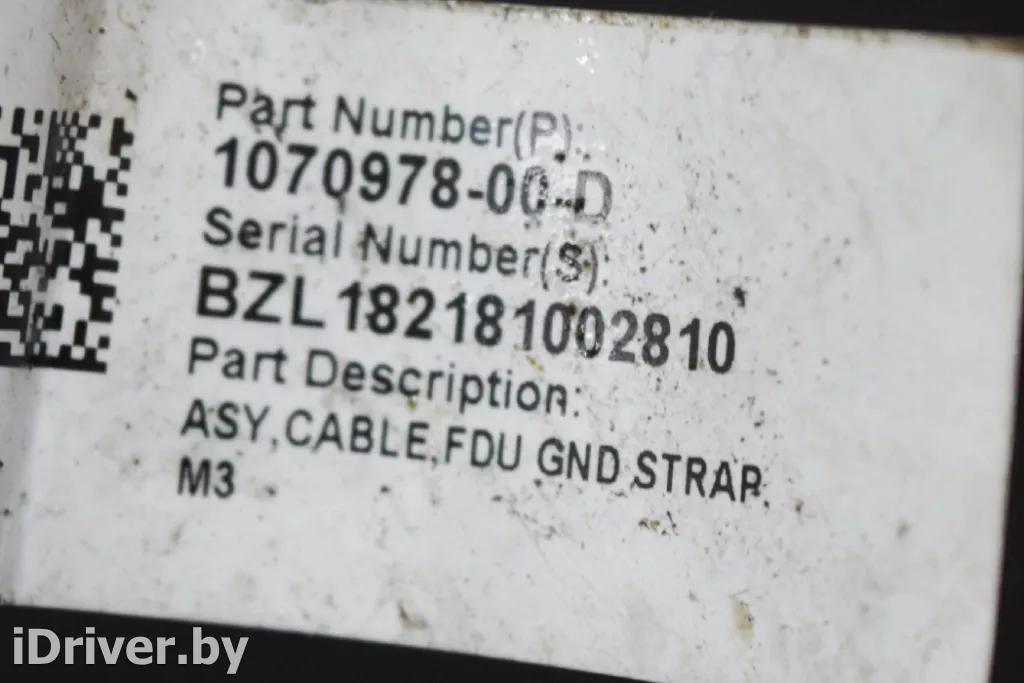 Part Number(P):
1070978-00-D
Serial Number(S):
BZL182181002810
Part Description:
ASY,CABLE,FDU GND STRAP,
M3
iDriver.by